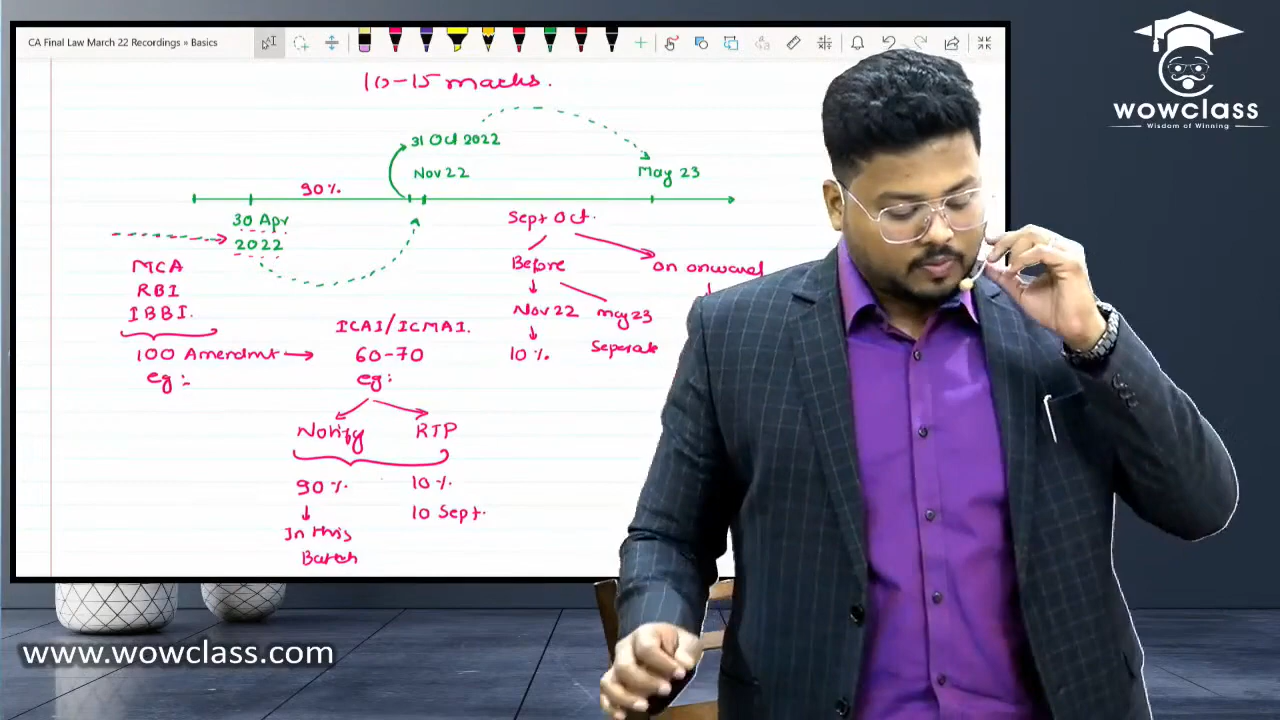 CA Final Law March 22 Recordings » Basics
wowclass
Wisdom of Winning
10-15 marks.
31 Oct 2022
Nov 22
May 23
90%
30 Apr
2022
Sept Oct.
Before
On onward
MCA
RBI
IBBI.
Nov 22
May 23
10%
Seperate
ICAI/ICMAI.
100 Amendmt
60-70
eg:-
eg:
Notify
RTP
90%
10%
10 Sept.
In this
Batch
www.wowclass.com